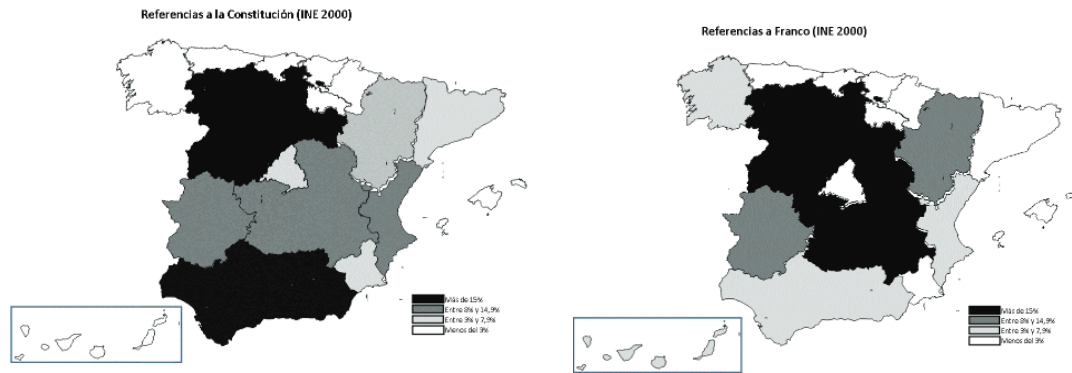 Referencias a la Constitución (INE 2000)
Más de 15%
Entre 8% y 14,9%
Entre 3% y 7,9%
Menos del 3%
Referencias a Franco (INE 2000)
Más de 15%
Entre 8% y 14,9%
Entre 3% y 7,9%
Menos del 3%